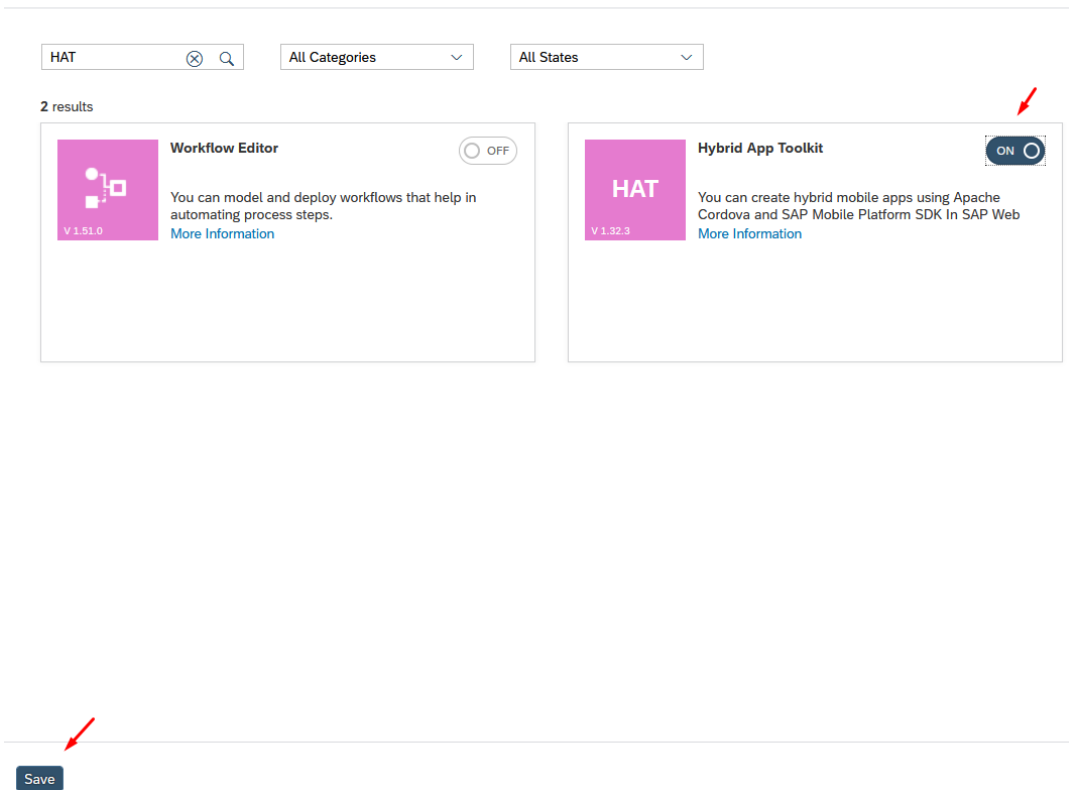 HAT
All Categories
All States
2 results
Workflow Editor
OFF
You can model and deploy workflows that help in
automating process steps.
V 1.51.0
More Information
Hybrid App Toolkit
ON
HAT
You can create hybrid mobile apps using Apache
Cordova and SAP Mobile Platform SDK In SAP Web
V 1.32.3
More Information
Save